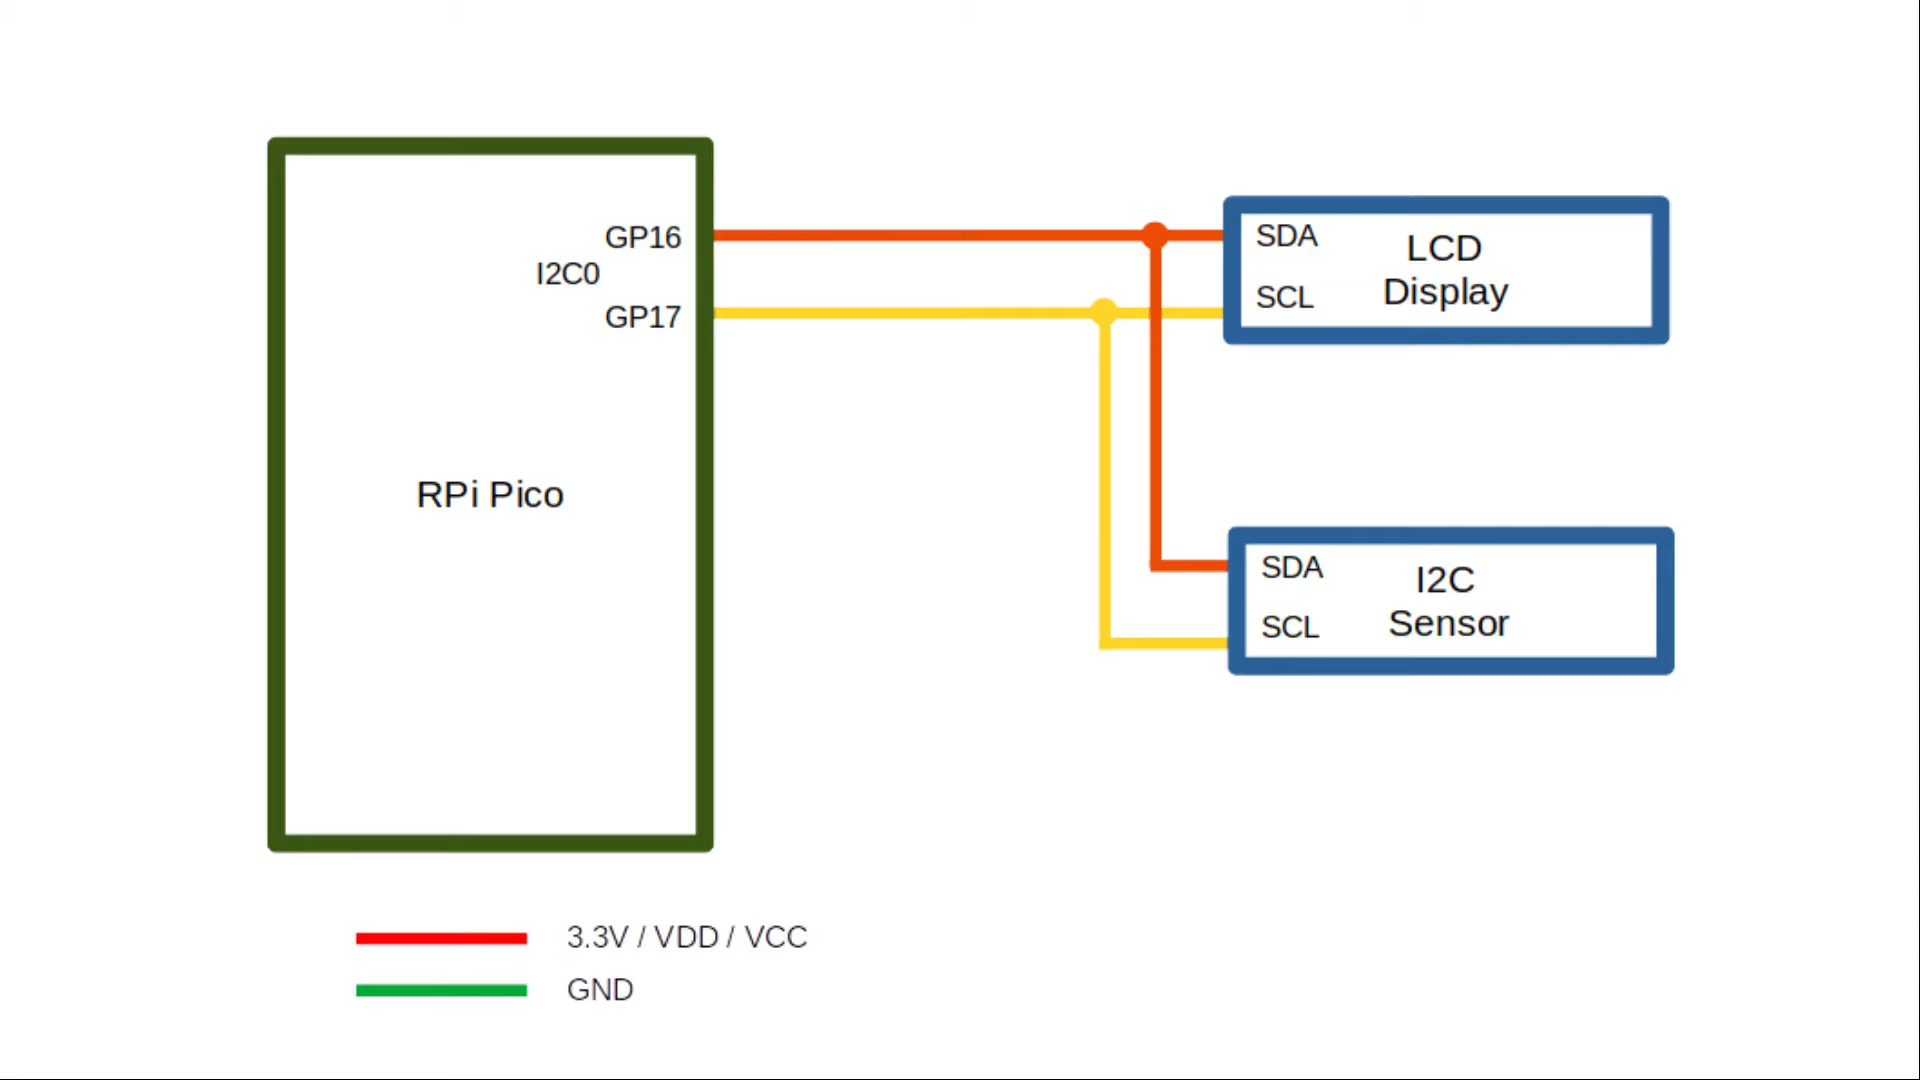 GP16
I2C0
GP17
RPi Pico
SDA
SCL
LCD
Display
SDA
SCL
I2C
Sensor
3.3V / VDD / VCC
GND